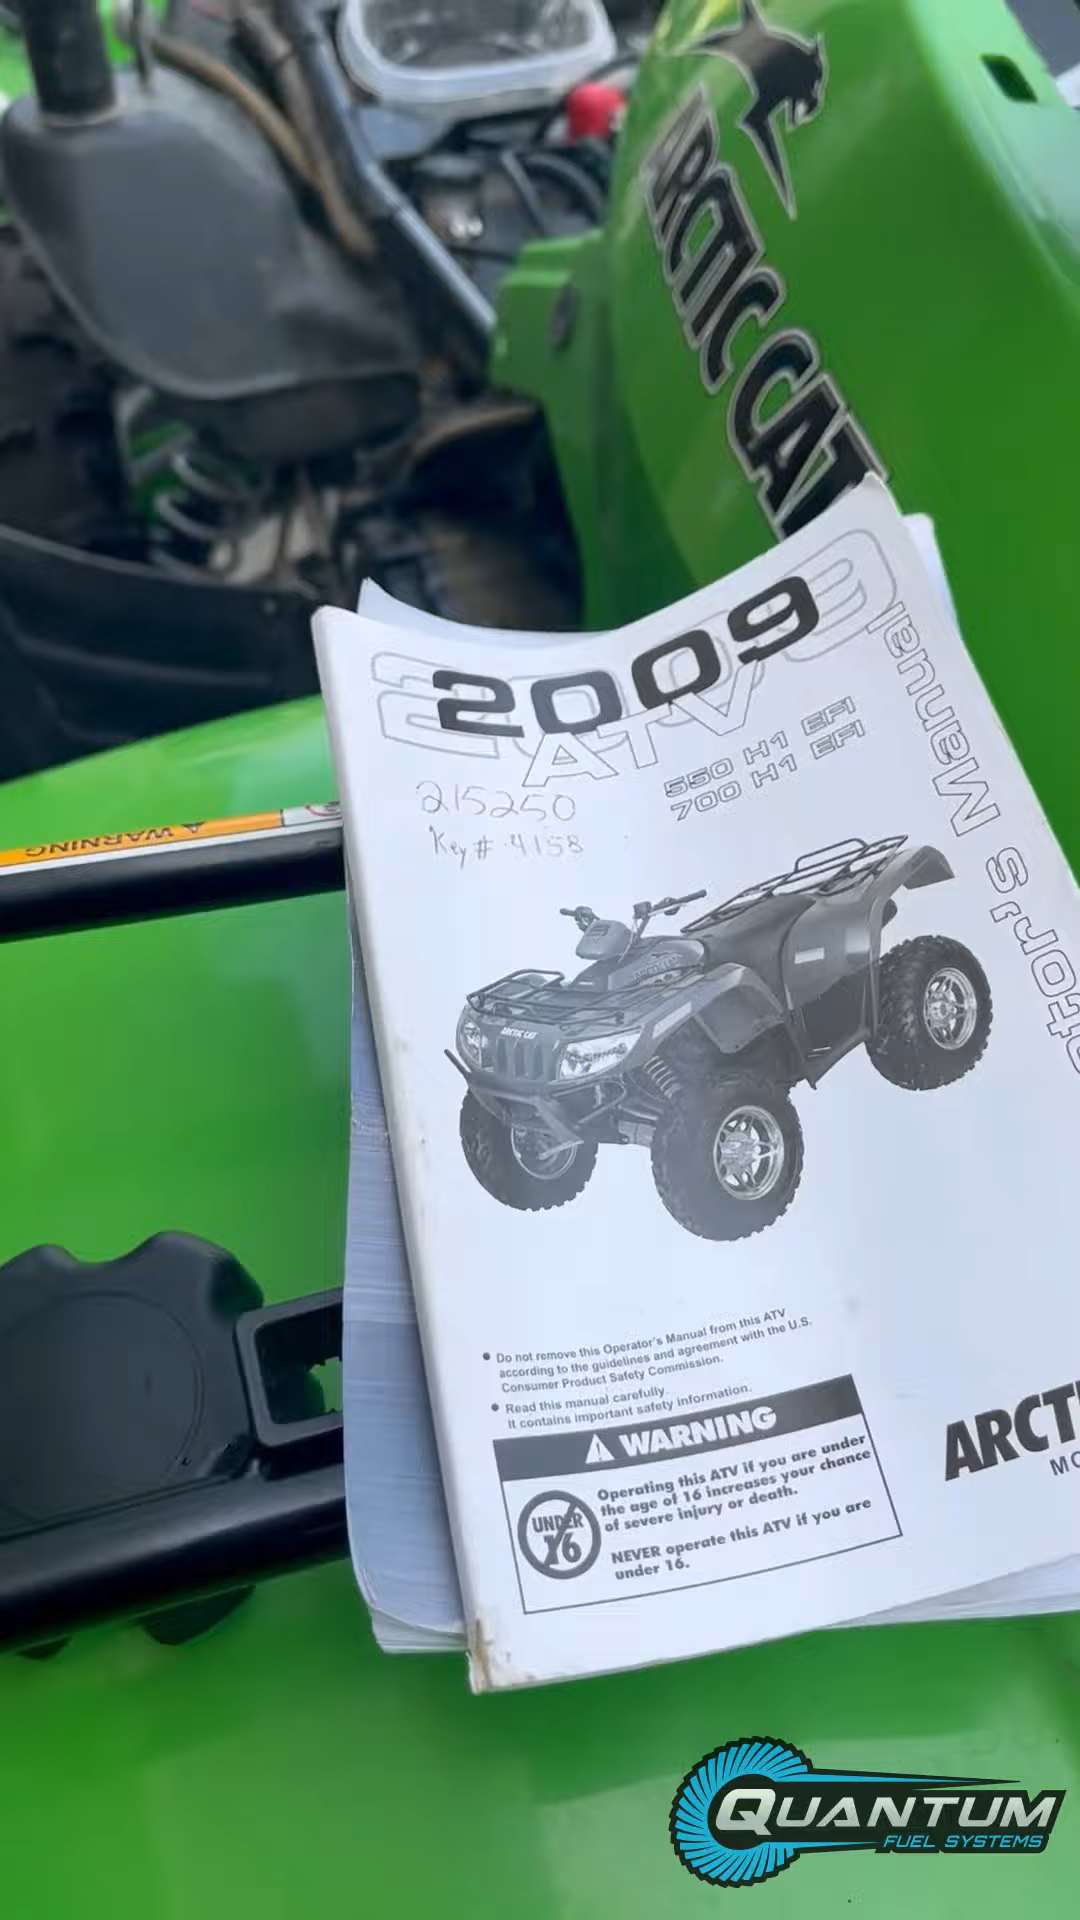 ARCTIC CAT
WARNING
2009
ATV
550 H1 EFI
700 H1 EFI
Manual
215250
Key # 4158
ARCTIC CAT
• Do not remove this Operator's Manual from this ATV
according to the guidelines and agreement with the U.S.
Consumer Product Safety Commission.
• Read this manual carefully.
It contains important safety information.
WARNING
Operating this ATV if you are under
the age of 16 increases your chance
of severe injury or death.
UNDER
16
NEVER operate this ATV if you are
under 16.
QUANTUM
FUEL SYSTEMS